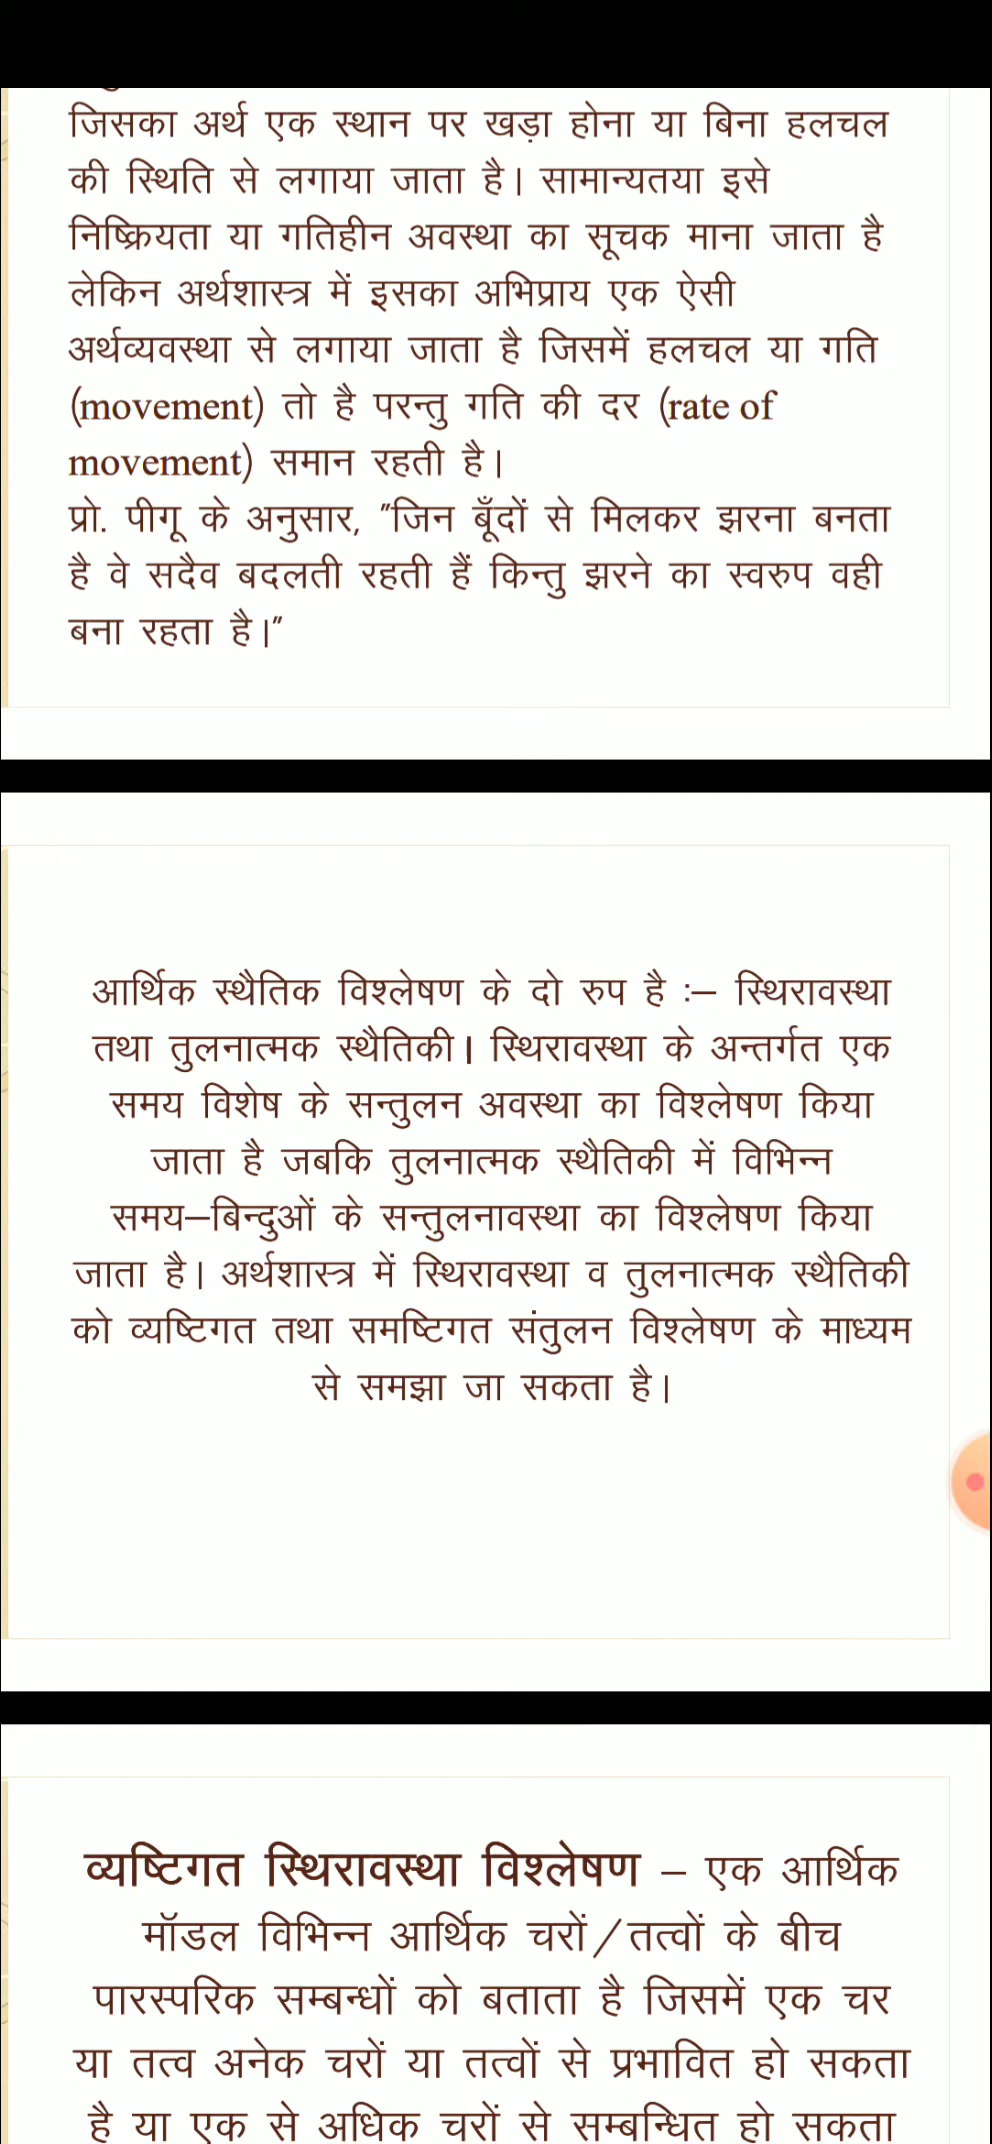 जिसका अर्थ एक स्थान पर खड़ा होना या बिना हलचल
की स्थिति से लगाया जाता है। सामान्यतया इसे
निष्क्रियता या गतिहीन अवस्था का सूचक माना जाता है
लेकिन अर्थशास्त्र में इसका अभिप्राय एक ऐसी
अर्थव्यवस्था से लगाया जाता है जिसमें हलचल या गति
(movement) तो है परन्तु गति की दर (rate of
movement) समान रहती है।
प्रो. पीगू के अनुसार, "जिन बूँदों से मिलकर झरना बनता
है वे सदैव बदलती रहती हैं किन्तु झरने का स्वरुप वही
बना रहता है।"
आर्थिक स्थैतिक विश्लेषण के दो रुप है :– स्थिरावस्था
तथा तुलनात्मक स्थैतिकी। स्थिरावस्था के अन्तर्गत एक
समय विशेष के सन्तुलन अवस्था का विश्लेषण किया
जाता है जबकि तुलनात्मक स्थैतिकी में विभिन्न
समय–बिन्दुओं के सन्तुलनावस्था का विश्लेषण किया
जाता है। अर्थशास्त्र में स्थिरावस्था व तुलनात्मक स्थैतिकी
को व्यष्टिगत तथा समष्टिगत संतुलन विश्लेषण के माध्यम
से समझा जा सकता है।
व्यष्टिगत स्थिरावस्था विश्लेषण – एक आर्थिक
मॉडल विभिन्न आर्थिक चरों/तत्वों के बीच
पारस्परिक सम्बन्धों को बताता है जिसमें एक चर
या तत्व अनेक चरों या तत्वों से प्रभावित हो सकता
है या एक से अधिक चरों से सम्बन्धित हो सकता